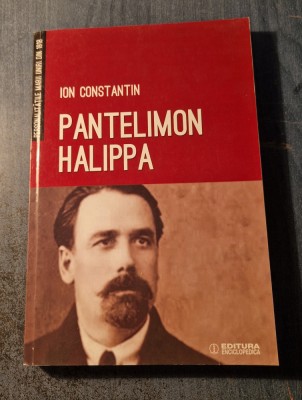 PERSONALITĂȚILE MARII UNIRI DIN 1918
ION CONSTANTIN
PANTELIMON
HALIPPA
EDITURA
ENCICLOPEDICĂ